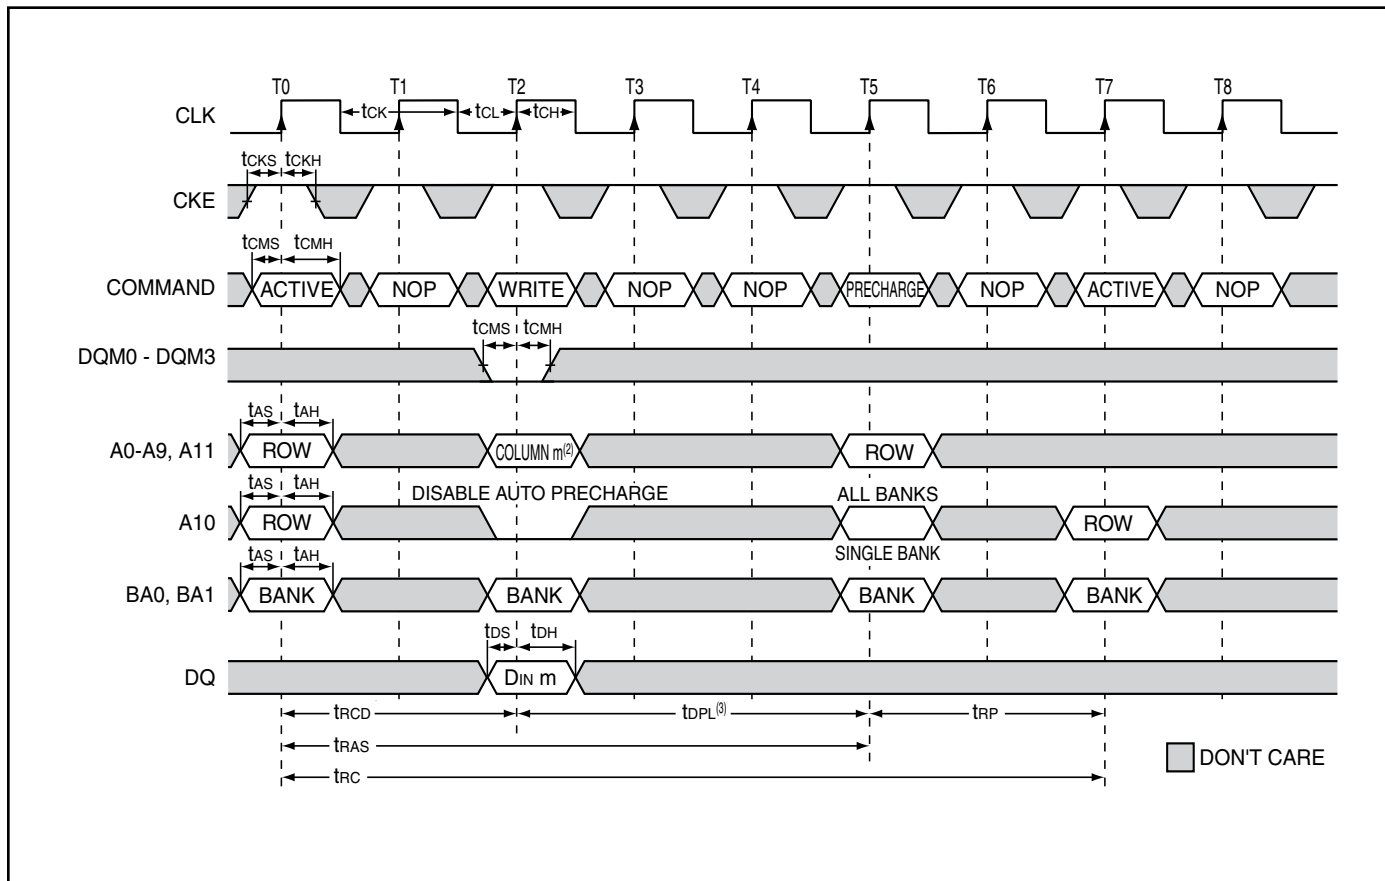 T0 T1 T2 T3 T4 T5 T6 T7 T8
CLK tCK tCL tCH
tCKS tCKH
CKE
tCMS tCMH
COMMAND ACTIVE NOP WRITE NOP NOP PRECHARGE NOP ACTIVE NOP
tCMS tCMH
DQM0 - DQM3
tAS tAH
A0-A9, A11 ROW COLUMN m(2) ROW
tAS tAH DISABLE AUTO PRECHARGE ALL BANKS
A10 ROW ROW
tAS tAH SINGLE BANK
BA0, BA1 BANK BANK BANK BANK
tDS tDH
DQ DIN m
tRCD tDPL(3) tRP
tRAS
DON'T CARE
tRC